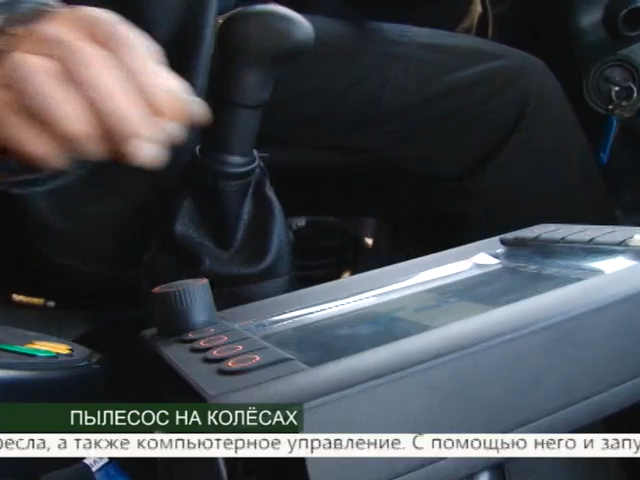 ПЫЛЕСОС НА КОЛЁСАХ
ресла, а также компьютерное управление. С помощью него и запу